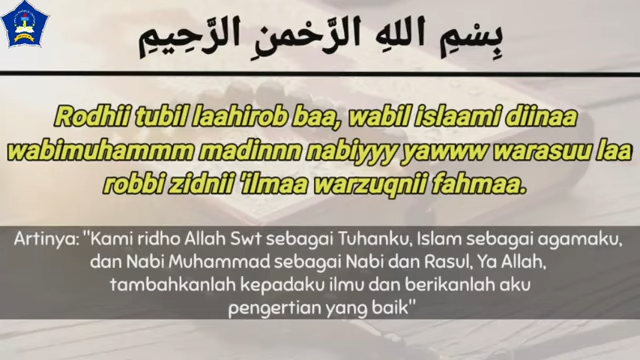 بِسْمِ اللهِ الرَّحْمنِ الرَّحِيمِ
Rodhii tubil laahirob baa, wabil islaami diinaa
wabimuhammm madinnn nabiyyy yawww warasuu laa
robbi zidnii 'ilmaa warzuqnii fahmaa.
Artinya: "Kami ridho Allah Swt sebagai Tuhanku, Islam sebagai agamaku,
dan Nabi Muhammad sebagai Nabi dan Rasul, Ya Allah,
tambahkanlah kepadaku ilmu dan berikanlah aku
pengertian yang baik"